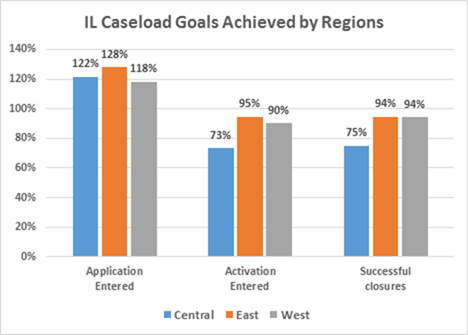 IL Caseload Goals Achieved by Regions
140%
120%
100%
80%
60%
40%
20%
0%
122%
128%
118%
73%
95%
90%
75%
94%
94%
Application
Entered
Activation
Entered
Successful
closures
Central
East
West